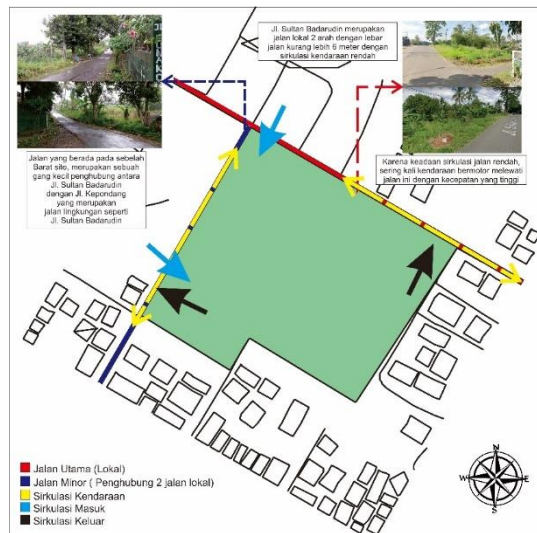 Jl. Sultan Badarudin merupakan
jalan lokal 2 arah dengan lebar
jalan kurang lebih 6 meter dengan
sirkulasi kendaraan rendah
Jalan yang berada pada sebelah
Barat site, merupakan sebuah
gang kecil penghubung antara
Jl. Sultan Badarudin
dengan Jl. Kepondang
yang merupakan
jalan lingkungan seperti
Jl. Sultan Badarudin
Karena keadaan sirkulasi jalan rendah,
sering kali kendaraan bermotor melewati
jalan ini dengan kecepatan yang tinggi
Jalan Utama (Lokal)
Jalan Minor ( Penghubung 2 jalan lokal)
Sirkulasi Kendaraan
Sirkulasi Masuk
Sirkulasi Keluar
N
W
E
S